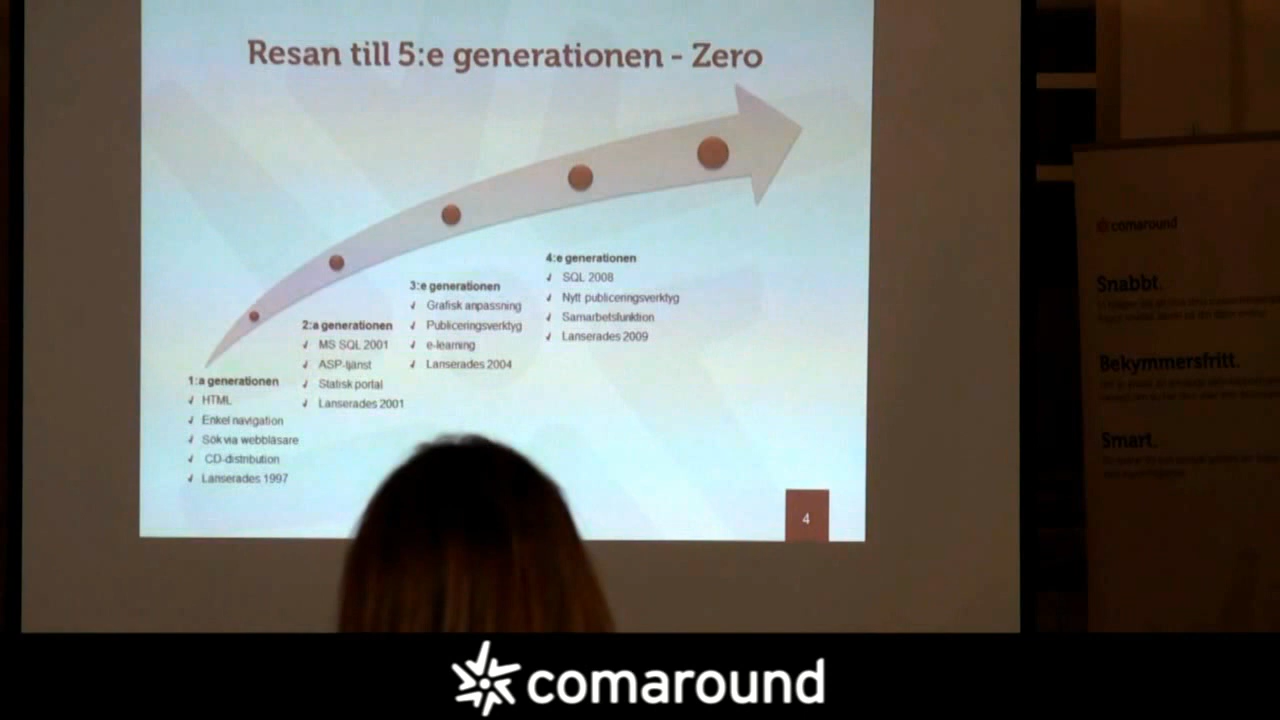 Resan till 5:e generationen - Zero
1:a generationen
HTML
Enkel navigation
Sök via webbläsare
CD-distribution
Lanserades 1997
2:a generationen
MS SQL 2001
ASP-tjänst
Statisk portal
Lanserades 2001
3:e generationen
Grafisk anpassning
Publiceringsverktyg
e-learning
Lanserades 2004
4:e generationen
SQL 2008
Nytt publiceringsverktyg
Samarbetsfunktion
Lanserades 2009
4
comaround
Snabbt.
Bekymmersfritt.
Smart.
comaround